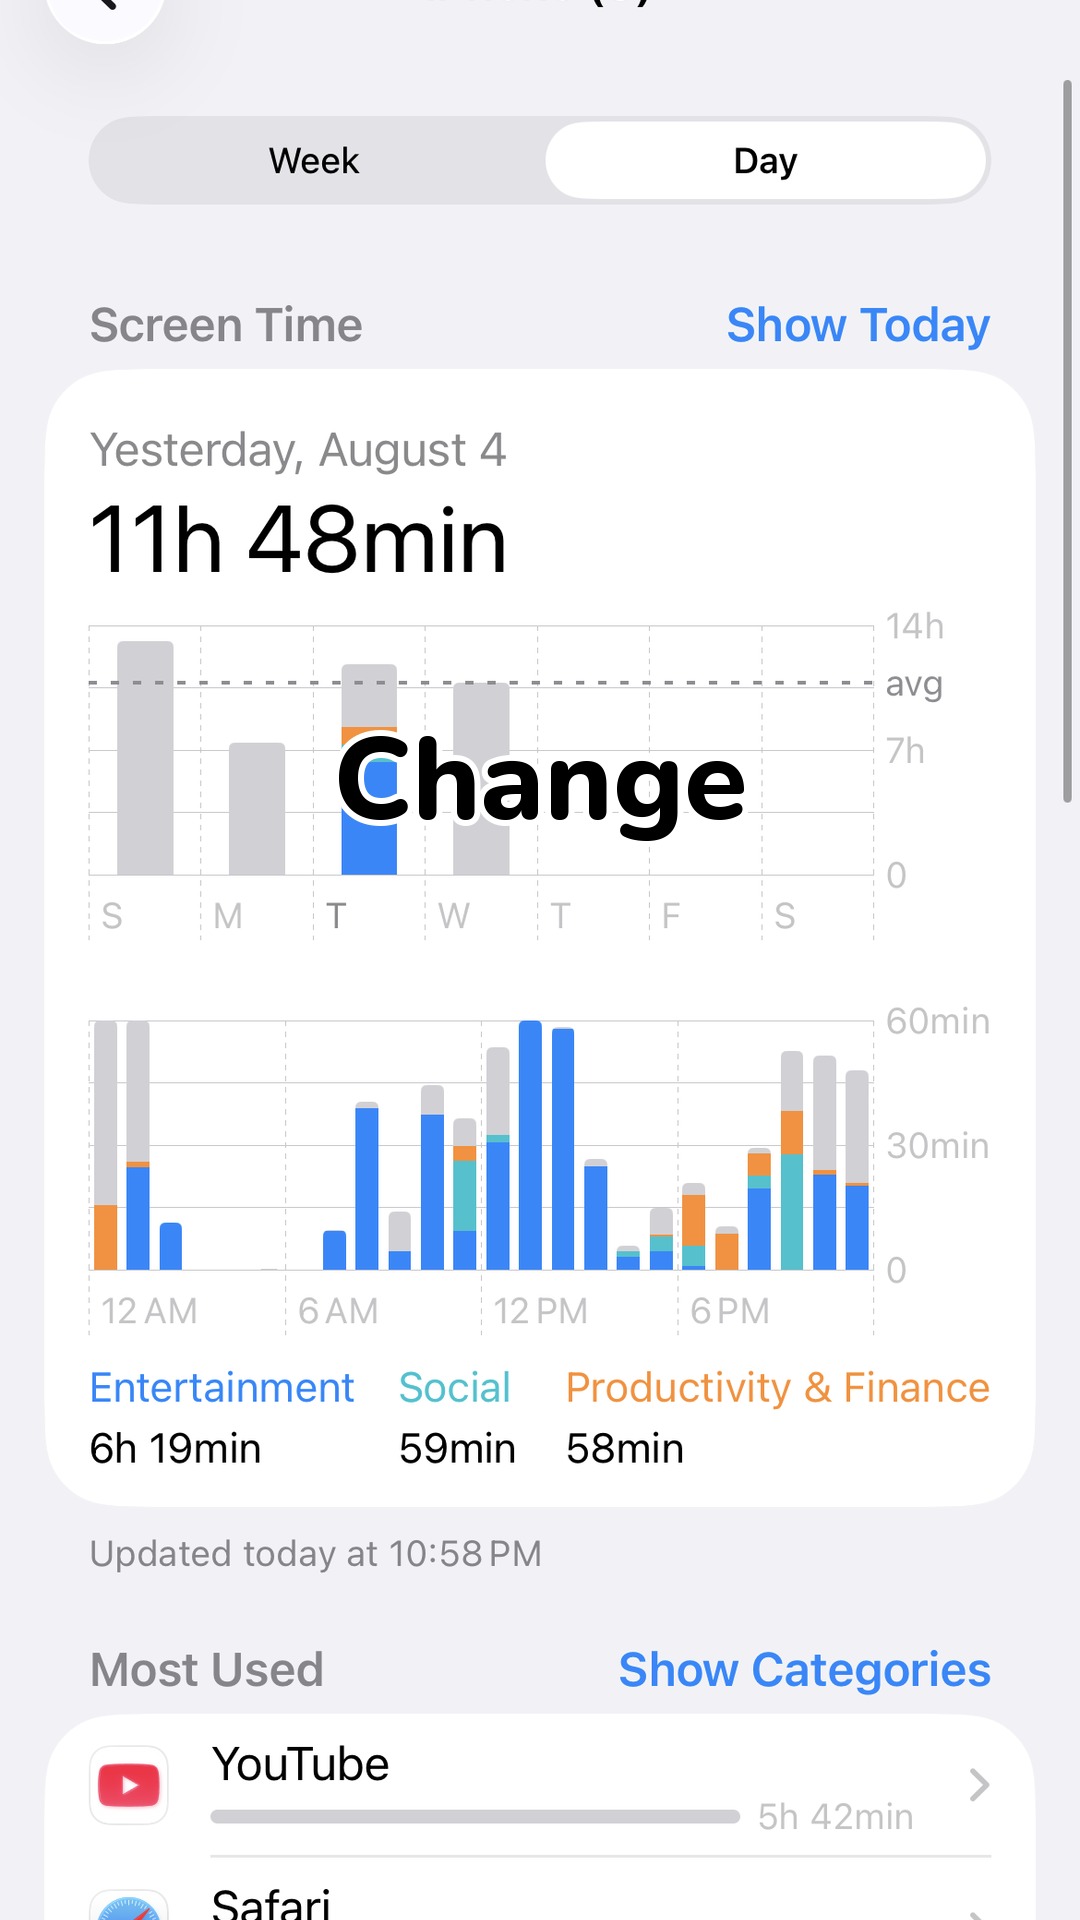 Week Day
Screen Time Show Today
Yesterday, August 4
11h 48min
14h
avg
7h
Change
0
S M T W T F S
60min
30min
0
12 AM 6 AM 12 PM 6 PM
Entertainment Social Productivity & Finance
6h 19min 59min 58min
Updated today at 10:58 PM
Most Used Show Categories
YouTube
5h 42min
Safari